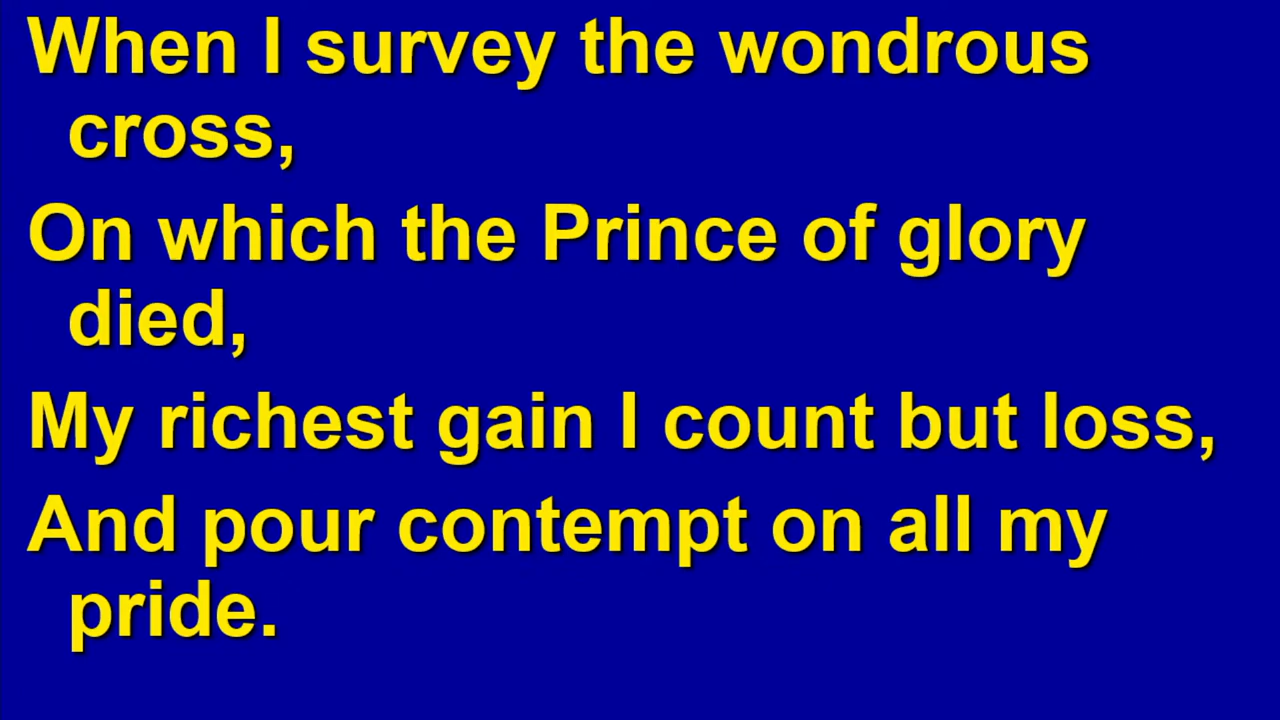 When I survey the wondrous
cross,
On which the Prince of glory
died,
My richest gain I count but loss,
And pour contempt on all my
pride.